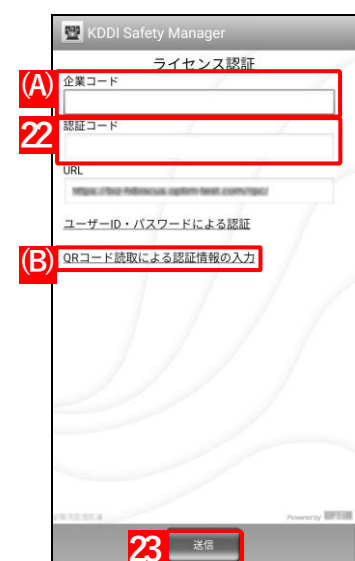 KDDI Safety Manager
ライセンス認証
(A)
企業コード
22
認証コード
URL
ユーザーID・パスワードによる認証
(B)
QRコード読取による認証情報の入力
Powered by
23
送信